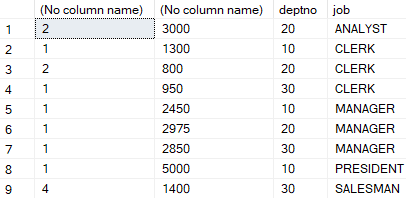 (No column name) (No column name) deptno job
1 2 3000 20 ANALYST
2 1 1300 10 CLERK
3 2 800 20 CLERK
4 1 950 30 CLERK
5 1 2450 10 MANAGER
6 1 2975 20 MANAGER
7 1 2850 30 MANAGER
8 1 5000 10 PRESIDENT
9 4 1400 30 SALESMAN